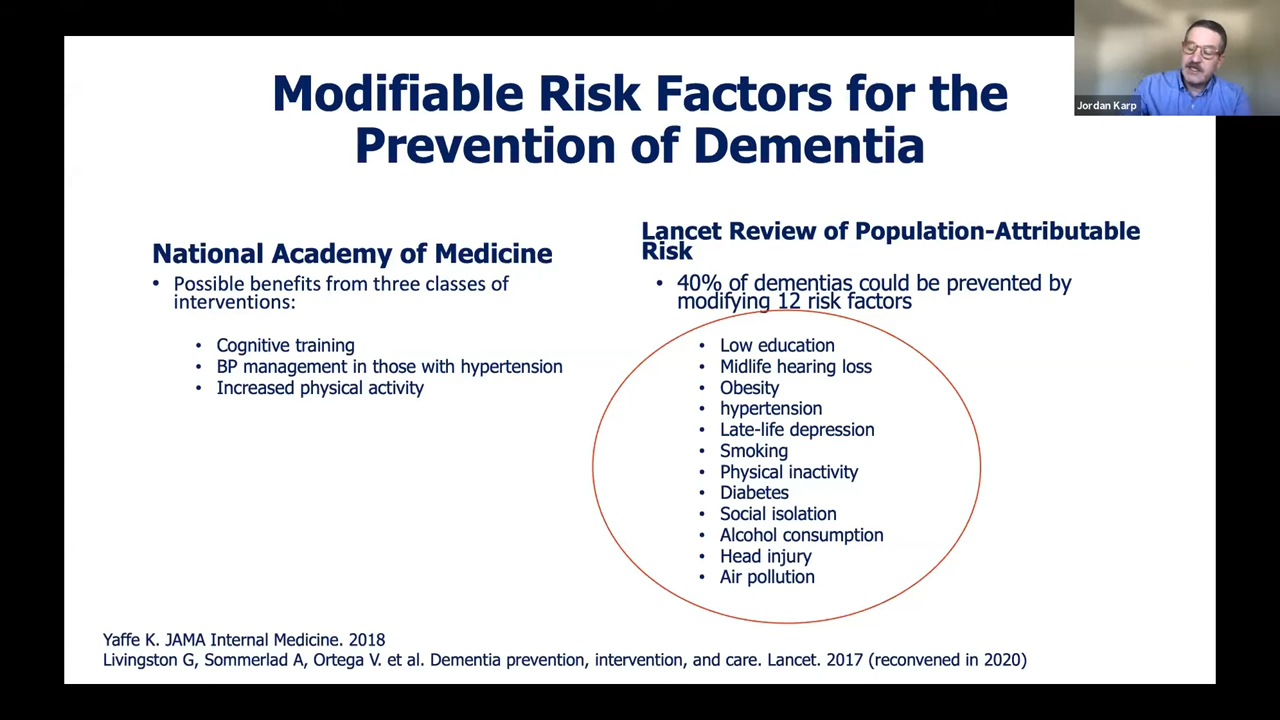 Modifiable Risk Factors for the
Prevention of Dementia
Jordan Karp
National Academy of Medicine
• Possible benefits from three classes of
interventions:
• Cognitive training
• BP management in those with hypertension
• Increased physical activity
Lancet Review of Population-Attributable
Risk
• 40% of dementias could be prevented by
modifying 12 risk factors
• Low education
• Midlife hearing loss
• Obesity
• hypertension
• Late-life depression
• Smoking
• Physical inactivity
• Diabetes
• Social isolation
• Alcohol consumption
• Head injury
• Air pollution
Yaffe K. JAMA Internal Medicine. 2018
Livingston G, Sommerlad A, Ortega V. et al. Dementia prevention, intervention, and care. Lancet. 2017 (reconvened in 2020)